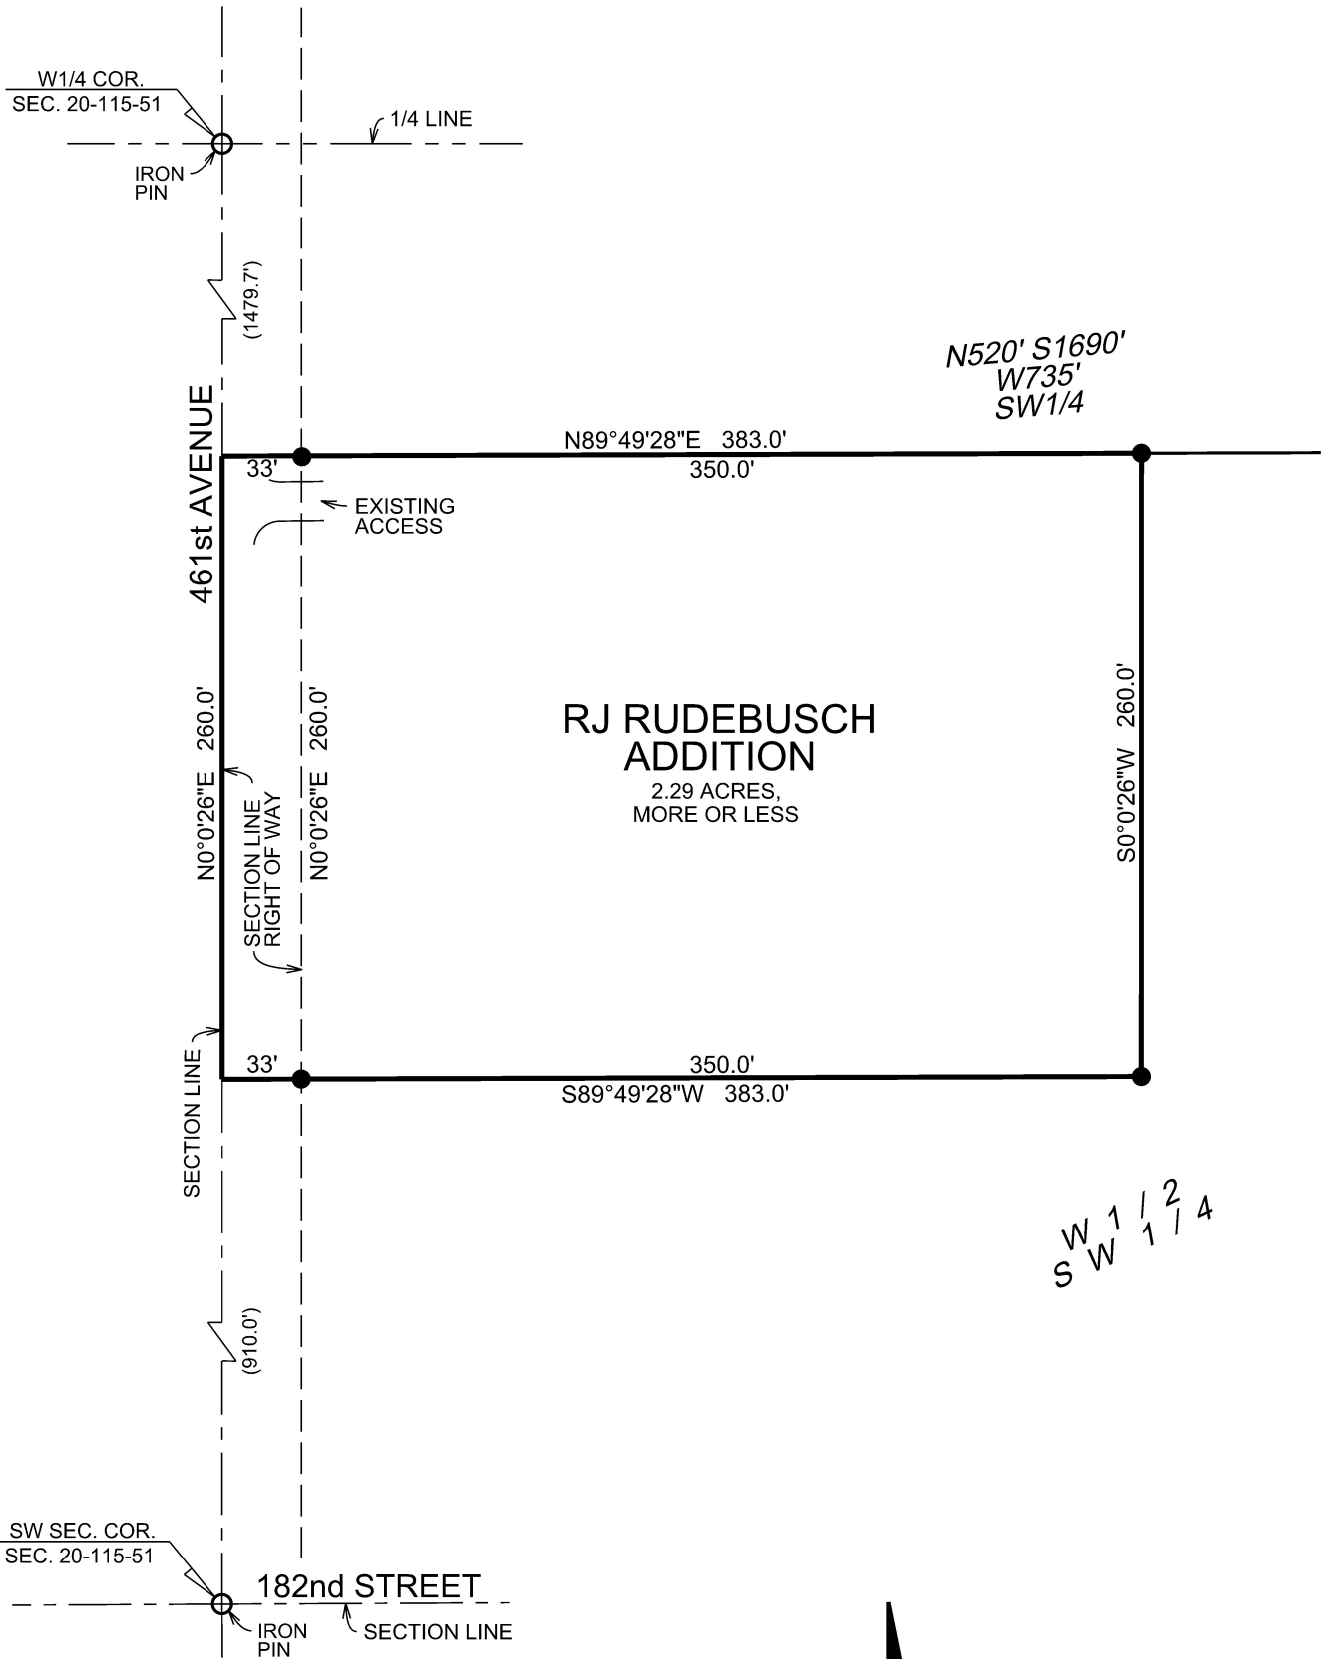 W1/4 COR.
SEC. 20-115-51
1/4 LINE
IRON
PIN
(1479.7')
N520' S1690'
W735'
SW1/4
461st AVENUE
N89°49'28"E 383.0'
33'
350.0'
EXISTING
ACCESS
N0°0'26"E 260.0'
SECTION LINE
RIGHT OF WAY
N0°0'26"E 260.0'
RJ RUDEBUSCH
ADDITION
2.29 ACRES,
MORE OR LESS
S0°0'26"W 260.0'
SECTION LINE
33'
350.0'
S89°49'28"W 383.0'
W 1 / 2
S W 1 / 4
(910.0')
SW SEC. COR.
SEC. 20-115-51
182nd STREET
IRON
PIN
SECTION LINE